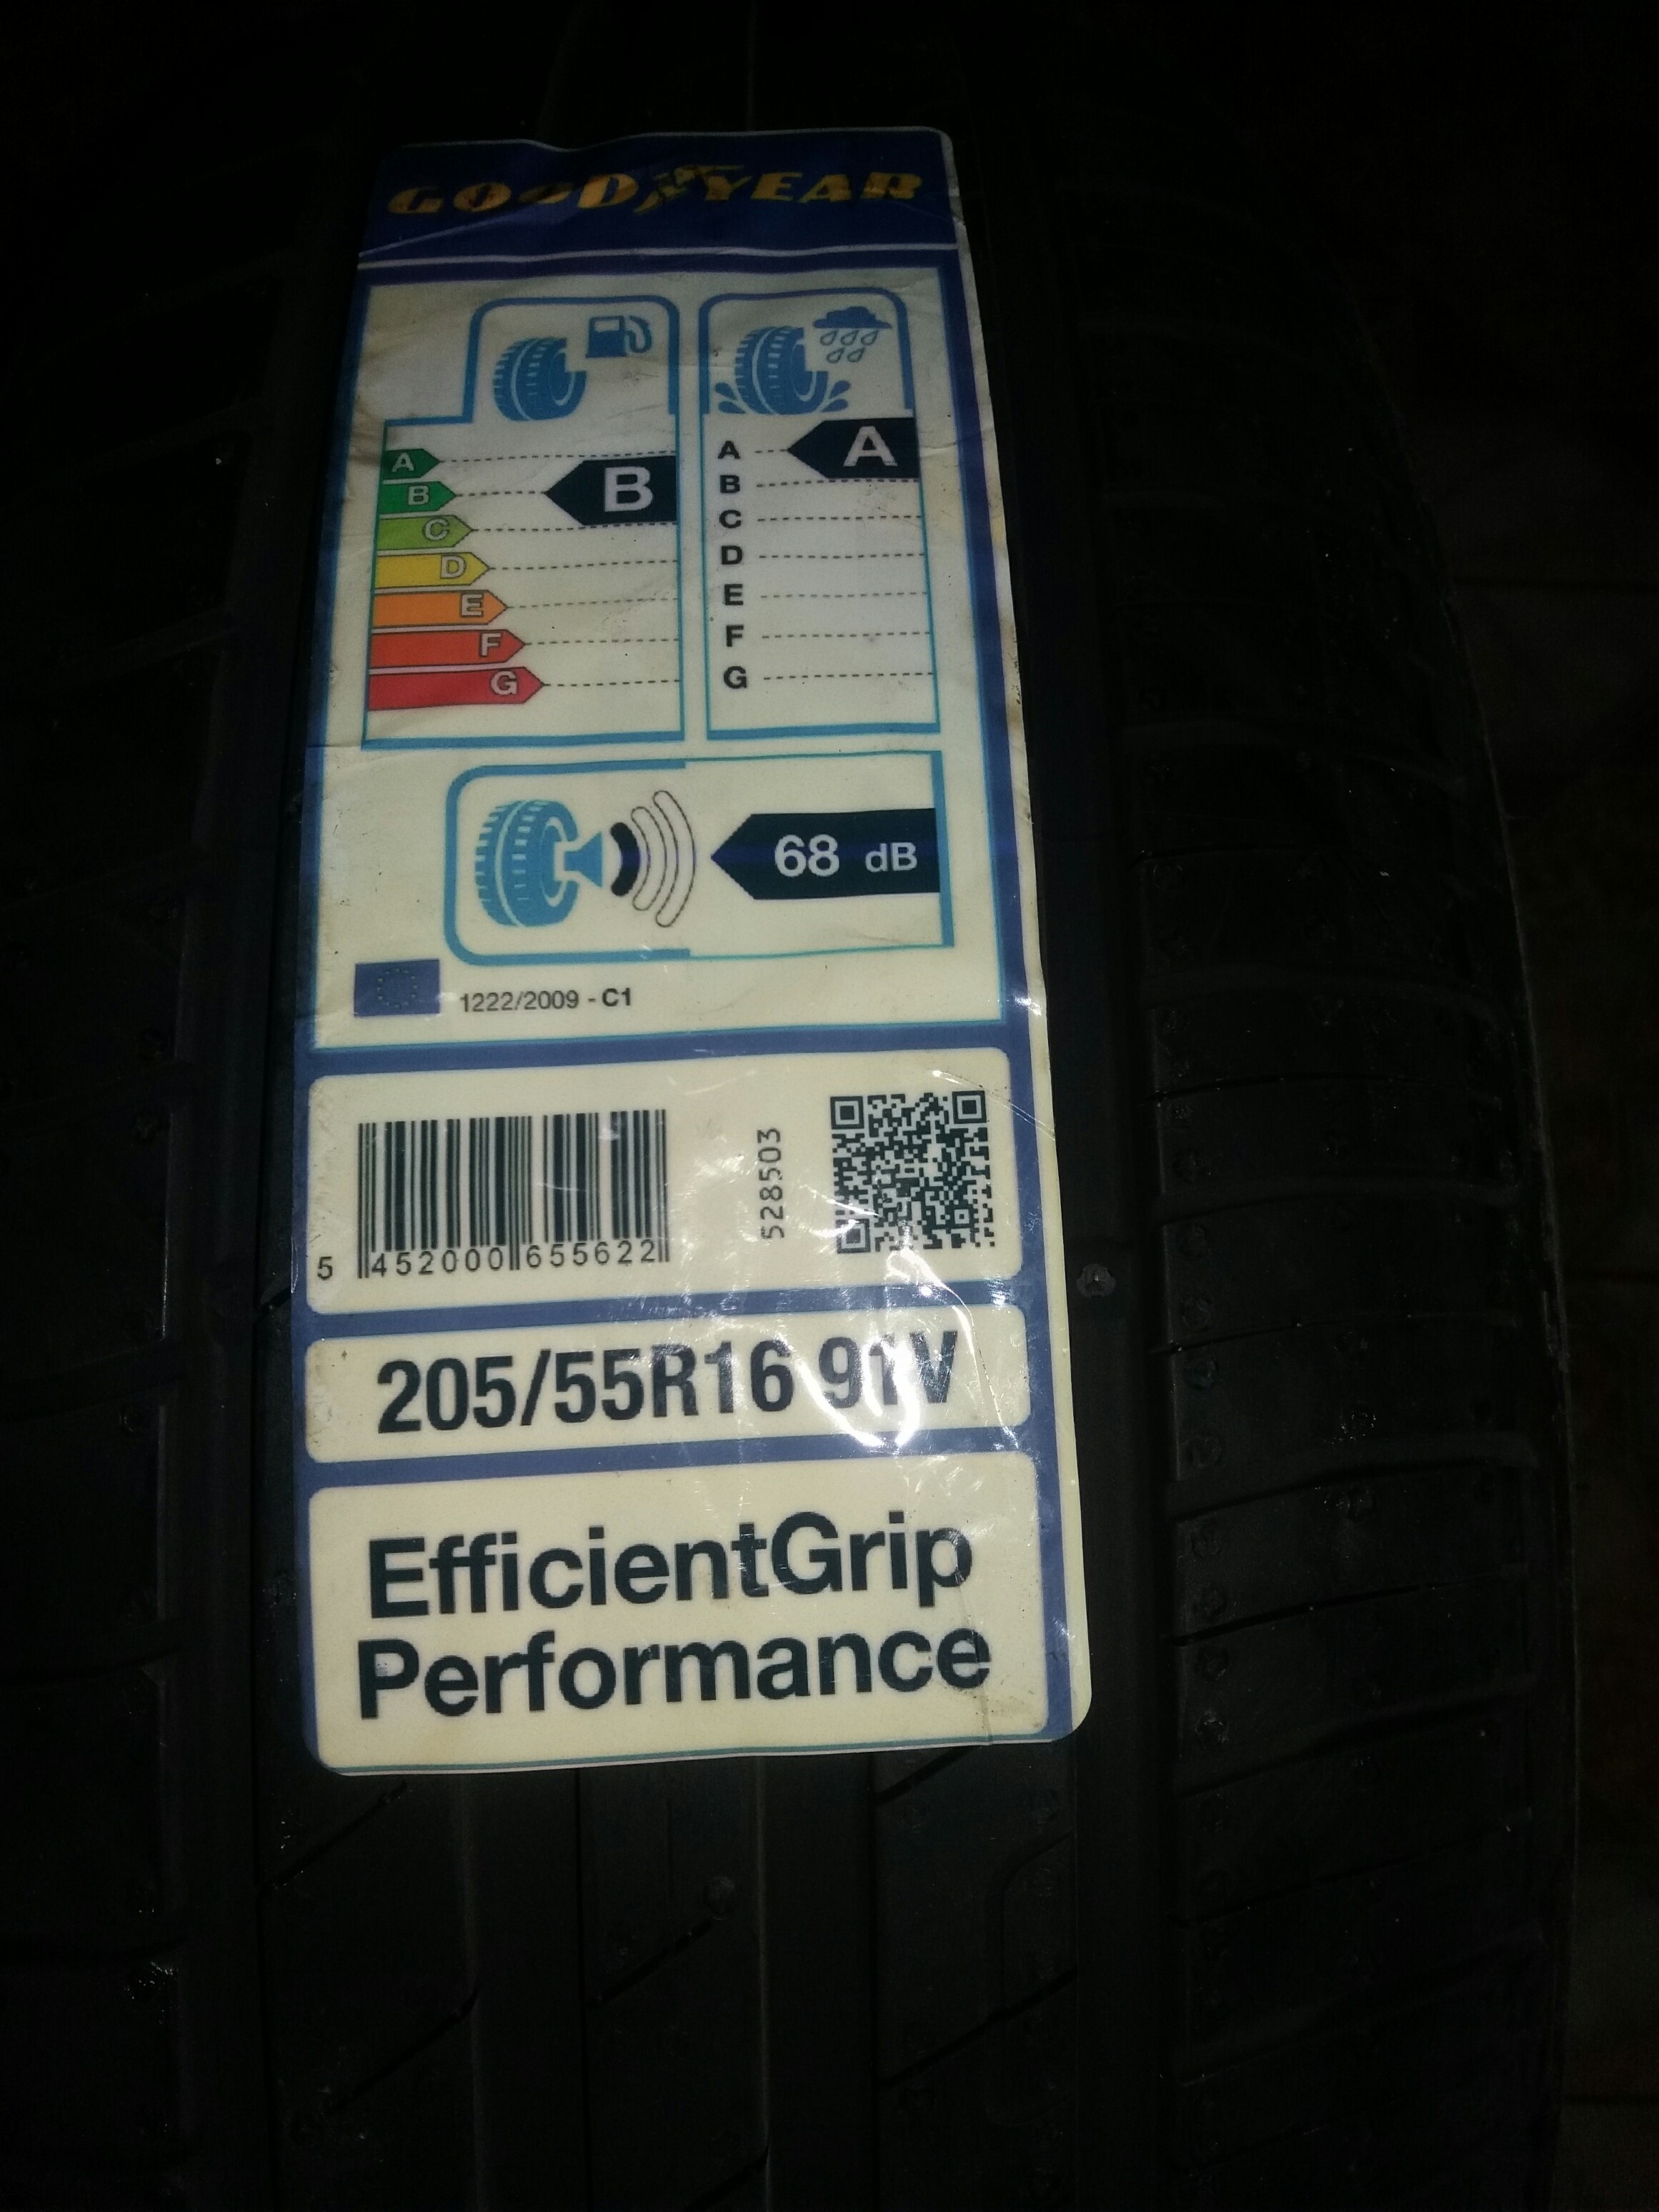 GOODYEAR
A
B
C
D
E
F
G
B
A
B
C
D
E
F
G
A
68 dB
1222/2009 - C1
5 452000 655622
528503
205/55R16 91V
EfficientGrip
Performance